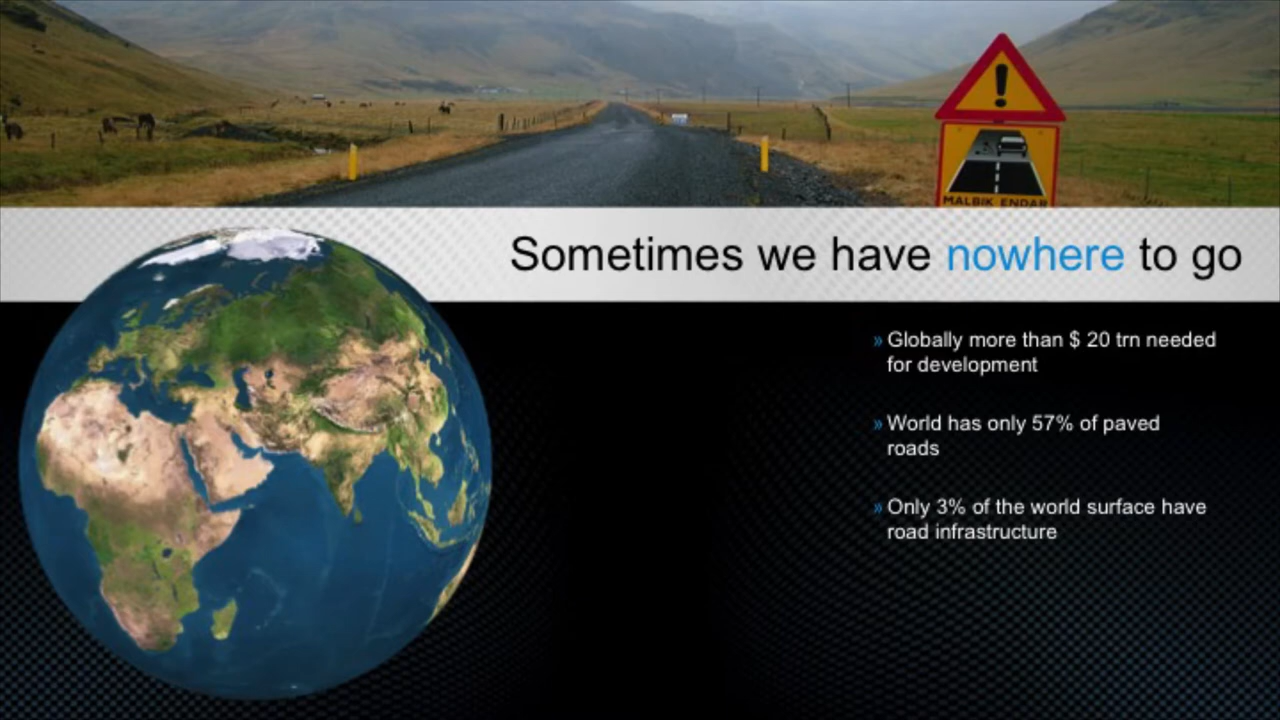 !
MALBIK ENDAR
Sometimes we have nowhere to go
» Globally more than $ 20 trn needed
for development
» World has only 57% of paved
roads
» Only 3% of the world surface have
road infrastructure